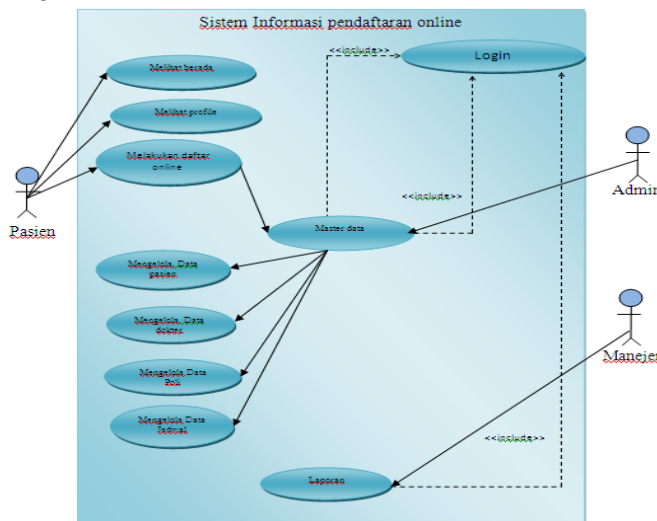 Sistem Informasi pendaftaran online
<<include>>
Login
Melihat berada
Melihat profile
Melakukan daftar
online
Pasien
Admin
<<include>>
Master data
Mengelola Data
pasien
Mengelola Data
dokter
Mengelola Data
Poli
Mengelola Data
Jadwal
Manejer
<<include>>
Laporan